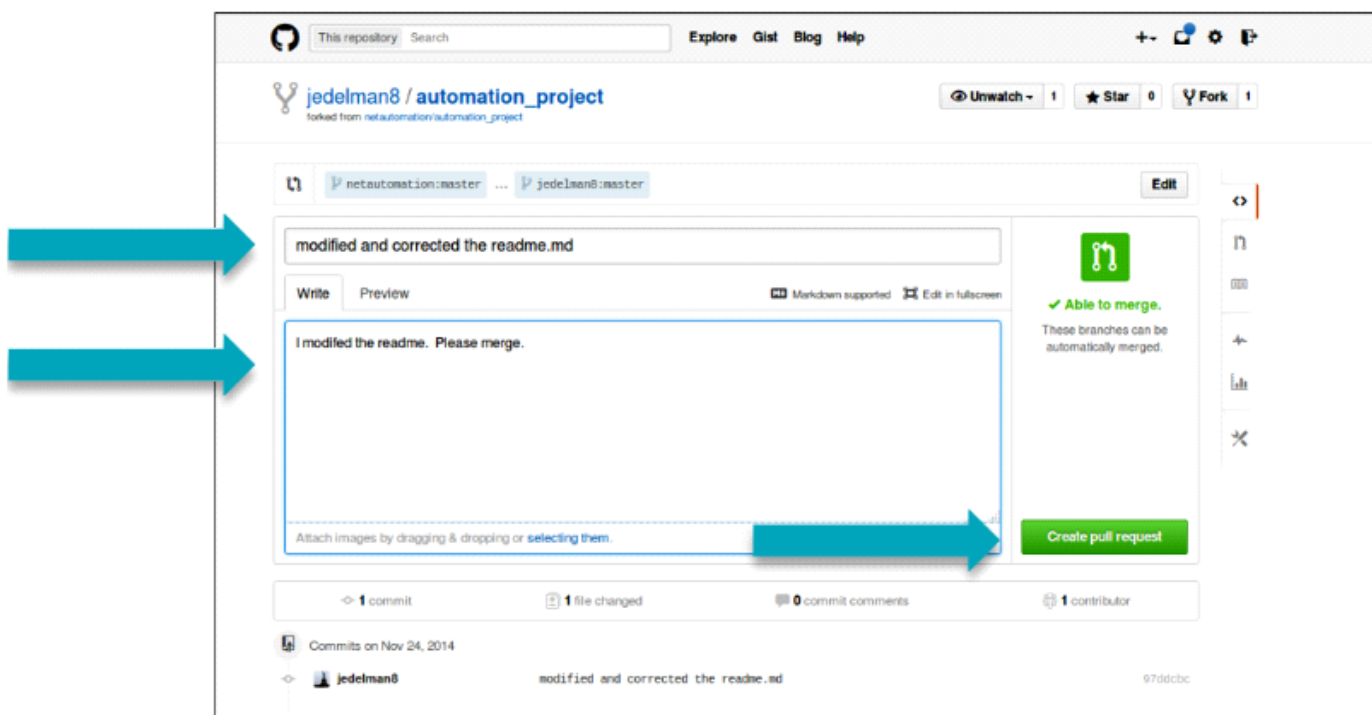 This repository Search Explore Gist Blog Help
jedelman8 / automation_project Unwatch 1 Star 0 Fork 1
forked from netautomation/automation_project
netautomation:master ... jedelman8:master Edit
modified and corrected the readme.md
Write Preview Markdown supported Edit in fullscreen
Able to merge.
These branches can be
automatically merged.
I modifed the readme. Please merge.
Attach images by dragging & dropping or selecting them.
Create pull request
1 commit 1 file changed 0 commit comments 1 contributor
Commits on Nov 24, 2014
jedelman8 modified and corrected the readme.md 97ddcbc